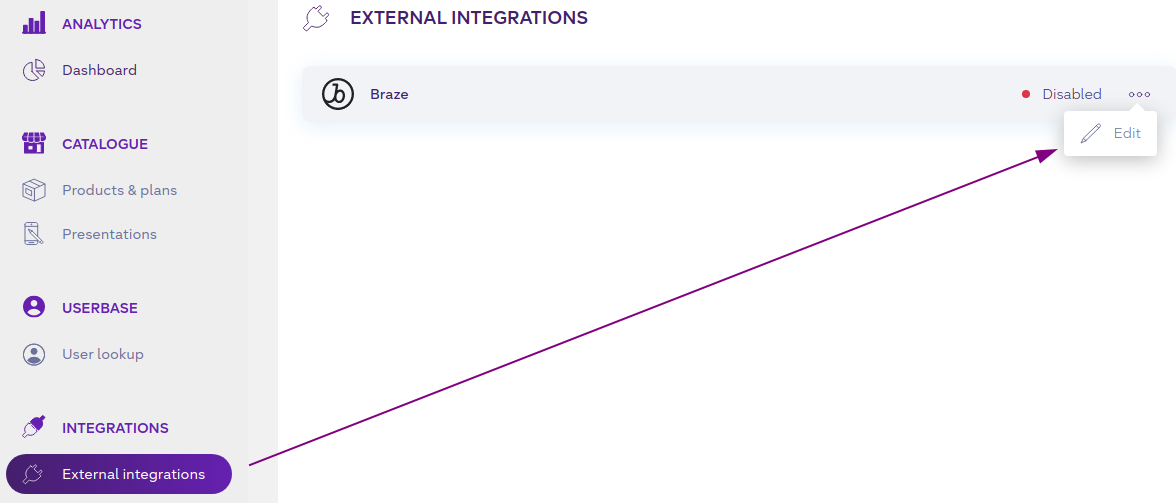 ANALYTICS
Dashboard
CATALOGUE
Products & plans
Presentations
USERBASE
User lookup
INTEGRATIONS
External integrations
EXTERNAL INTEGRATIONS
b Braze
Disabled
Edit